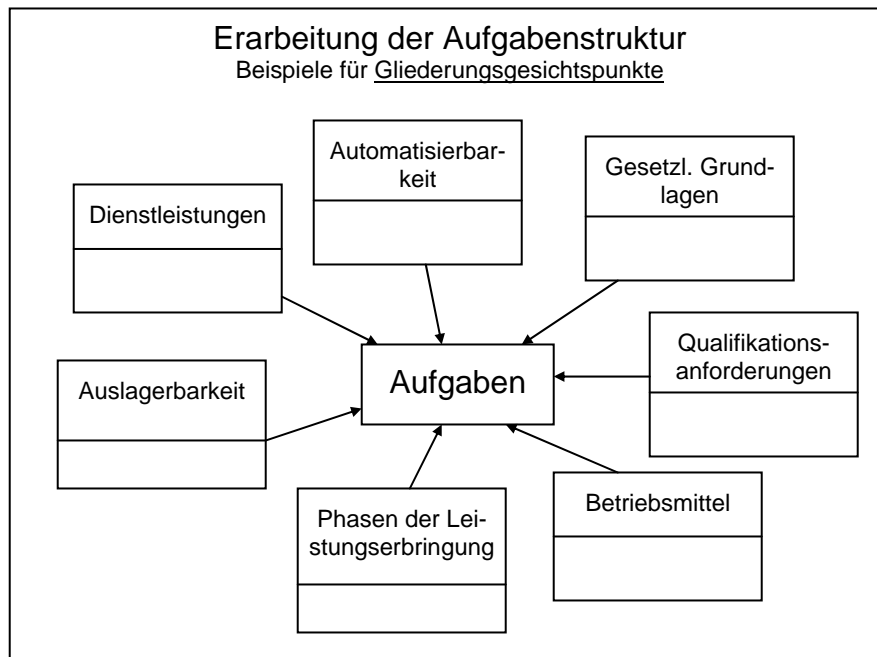 Erarbeitung der Aufgabenstruktur
Beispiele für Gliederungsgesichtspunkte
Automatisierbar-
keit
Gesetzl. Grund-
lagen
Dienstleistungen
Qualifikations-
anforderungen
Aufgaben
Auslagerbarkeit
Betriebsmittel
Phasen der Lei-
stungserbringung